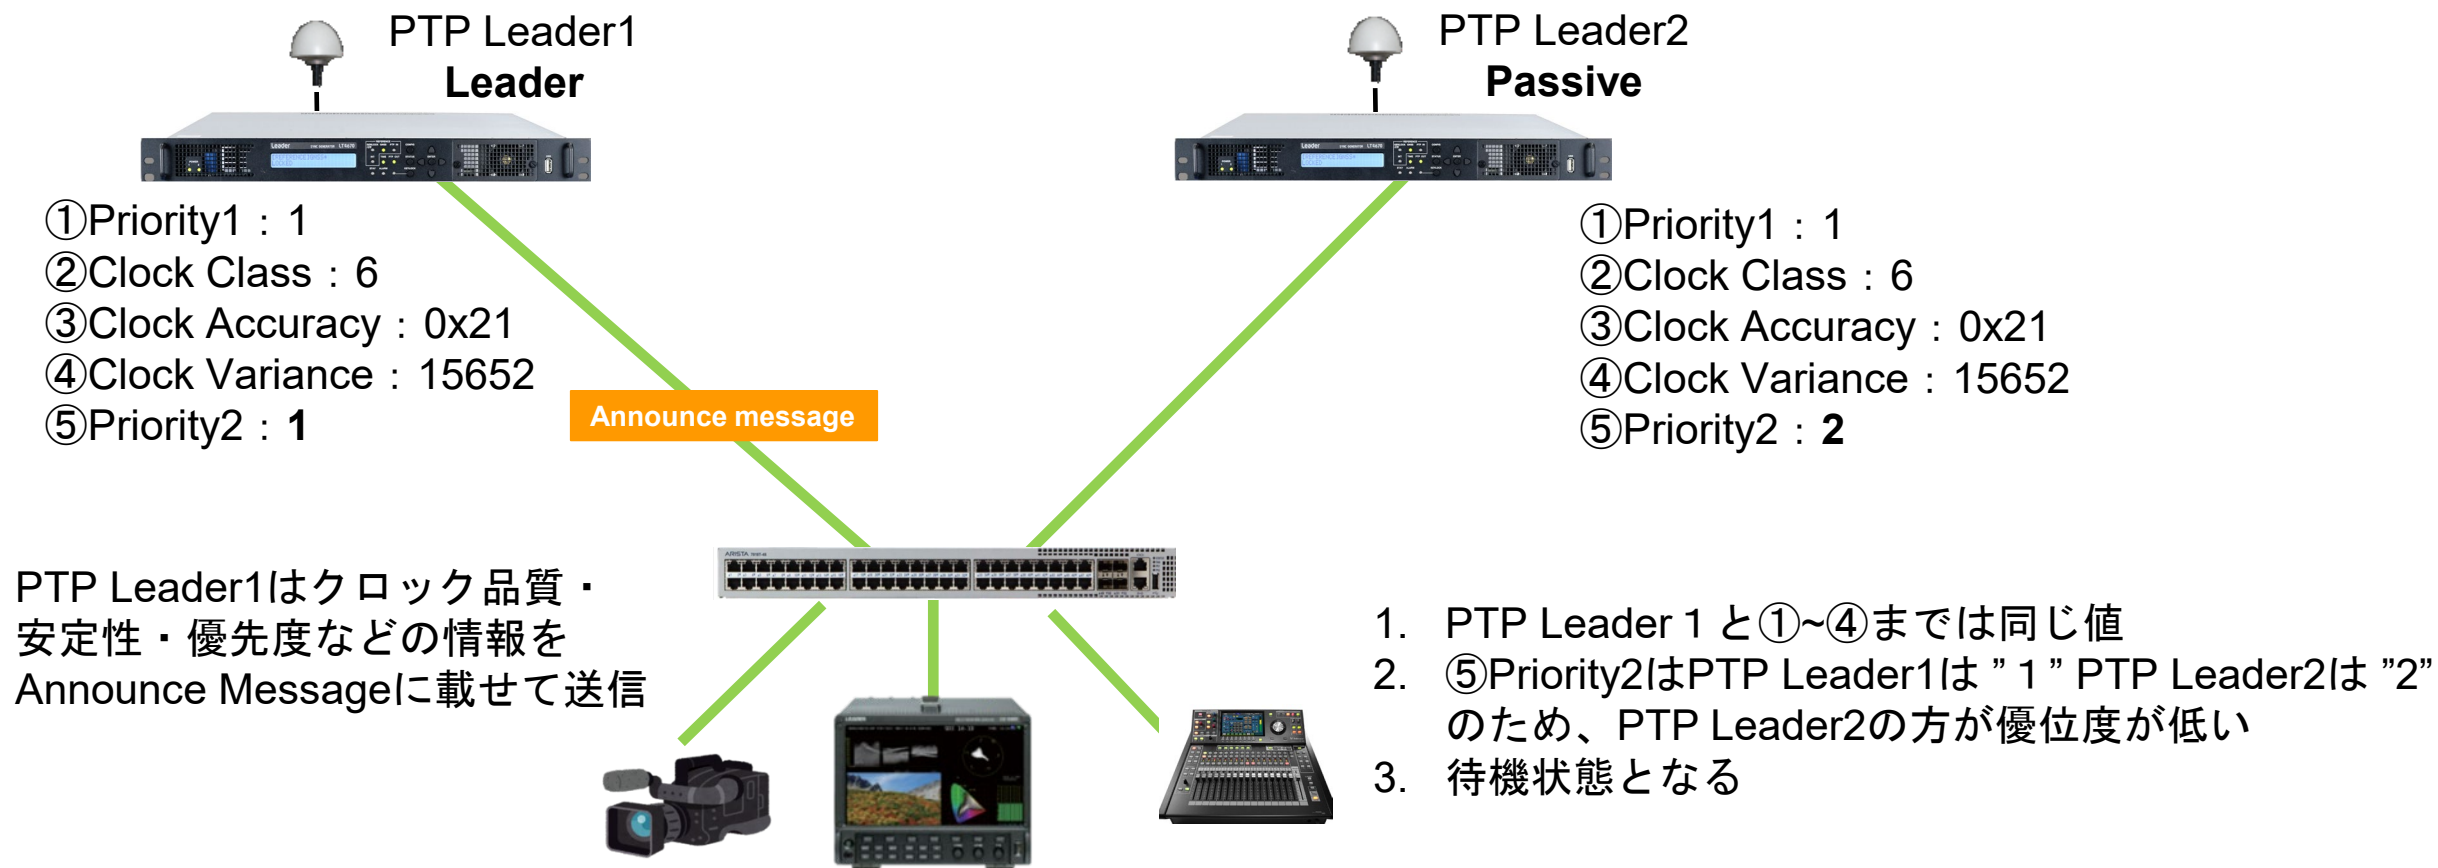 PTP Leader1
Leader
PTP Leader2
Passive
Leader
LT4670
Leader
LT4670
①Priority1：1
②Clock Class：6
③Clock Accuracy：0x21
④Clock Variance：15652
⑤Priority2：1
①Priority1：1
②Clock Class：6
③Clock Accuracy：0x21
④Clock Variance：15652
⑤Priority2：2
Announce message
ARISTA
PTP Leader1はクロック品質・
安定性・優先度などの情報を
Announce Messageに載せて送信
1. PTP Leader１と①~④までは同じ値
2. ⑤Priority2はPTP Leader1は ”１” PTP Leader2は ”2”
のため、PTP Leader2の方が優位度が低い
3. 待機状態となる
LEADER